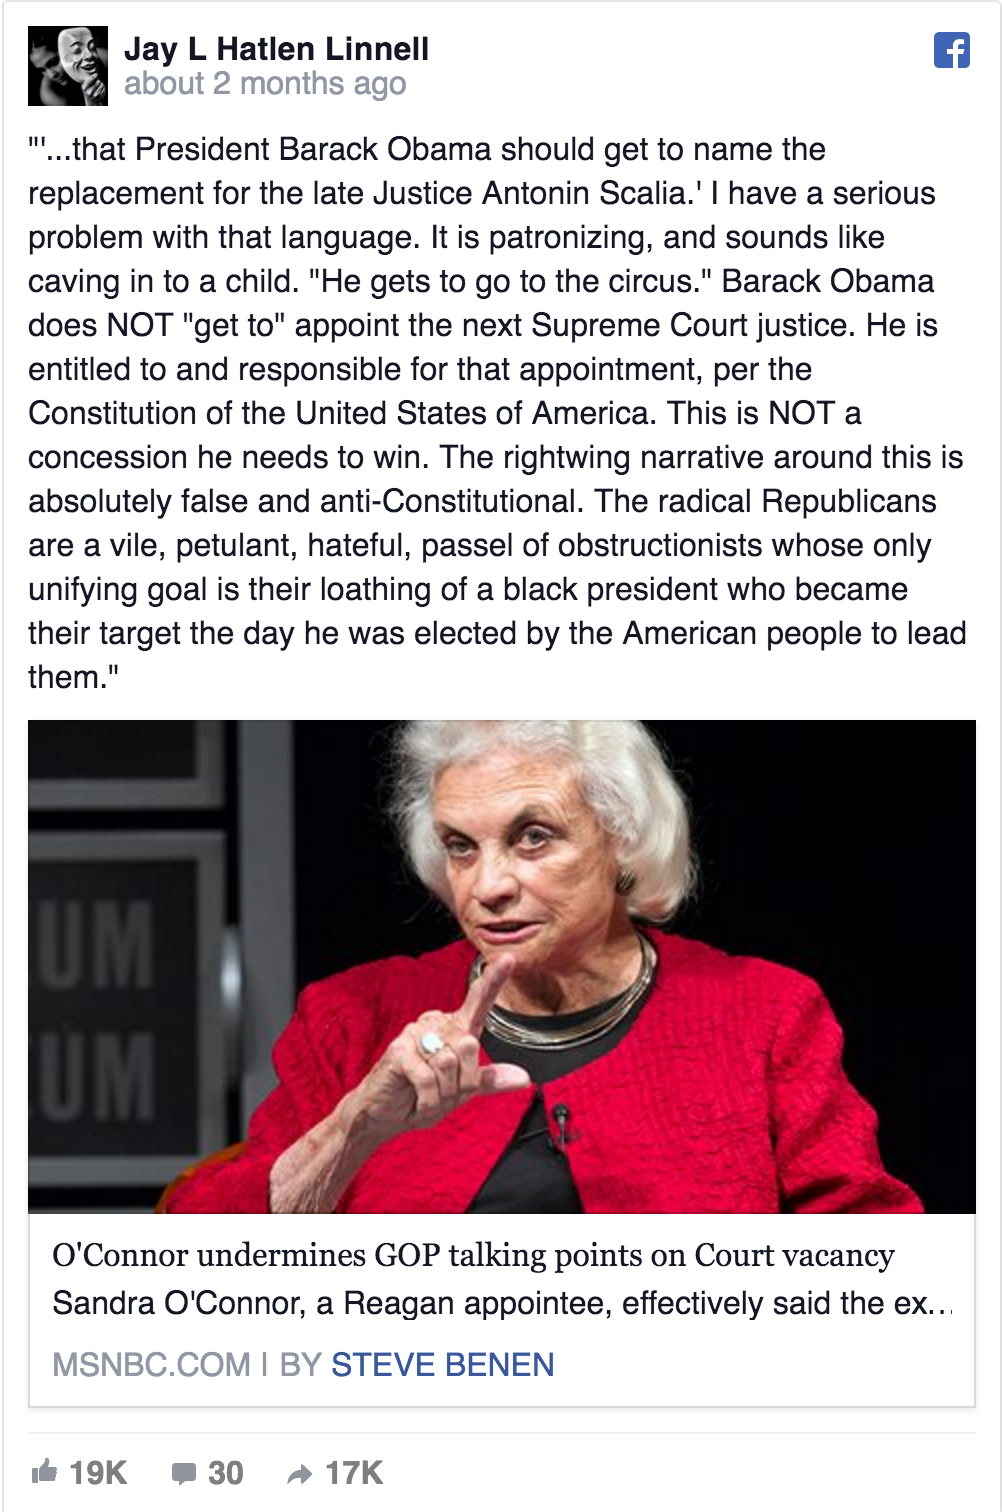 Jay L Hatlen Linnell
about 2 months ago
"'...that President Barack Obama should get to name the
replacement for the late Justice Antonin Scalia.' I have a serious
problem with that language. It is patronizing, and sounds like
caving in to a child. "He gets to go to the circus." Barack Obama
does NOT "get to" appoint the next Supreme Court justice. He is
entitled to and responsible for that appointment, per the
Constitution of the United States of America. This is NOT a
concession he needs to win. The rightwing narrative around this is
absolutely false and anti-Constitutional. The radical Republicans
are a vile, petulant, hateful, passel of obstructionists whose only
unifying goal is their loathing of a black president who became
their target the day he was elected by the American people to lead
them."
UM
UM
O'Connor undermines GOP talking points on Court vacancy
Sandra O'Connor, a Reagan appointee, effectively said the ex...
MSNBC.COM | BY STEVE BENEN
19K 30 17K